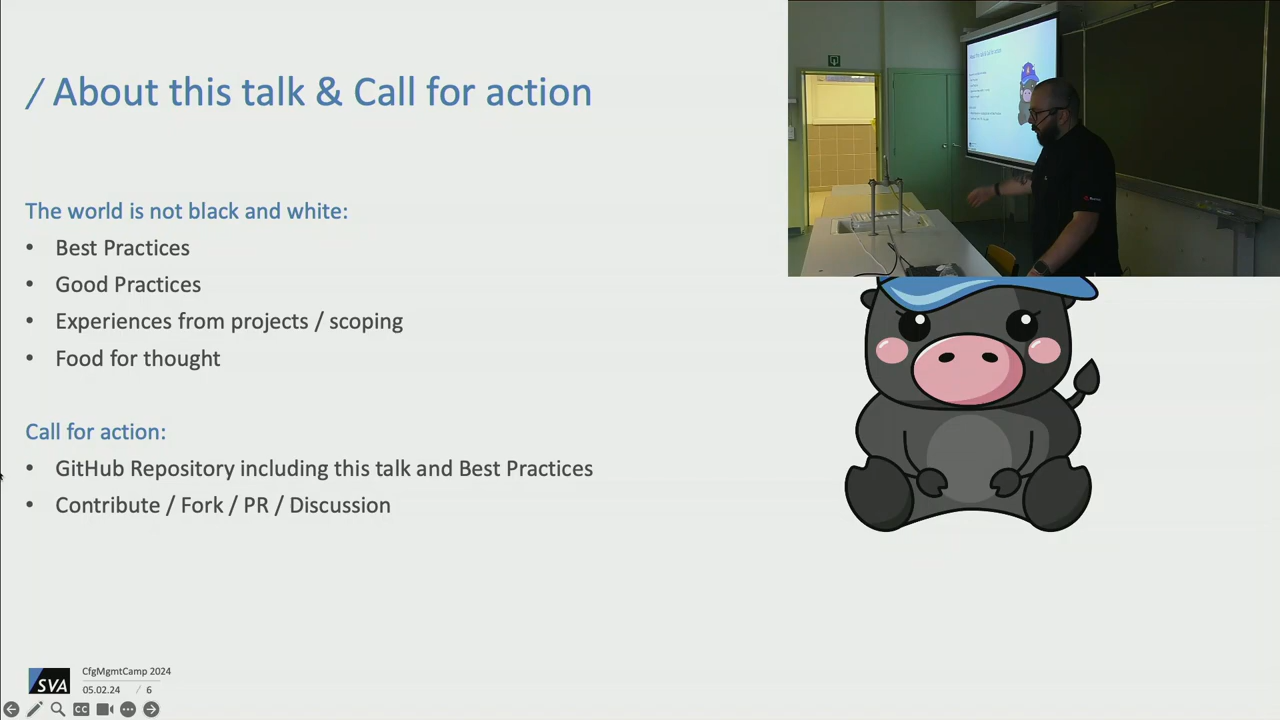 / About this talk & Call for action
The world is not black and white:
• Best Practices
• Good Practices
• Experiences from projects / scoping
• Food for thought
Call for action:
• GitHub Repository including this talk and Best Practices
• Contribute / Fork / PR / Discussion
SVA
CfgMgmtCamp 2024
05.02.24 / 6
CC